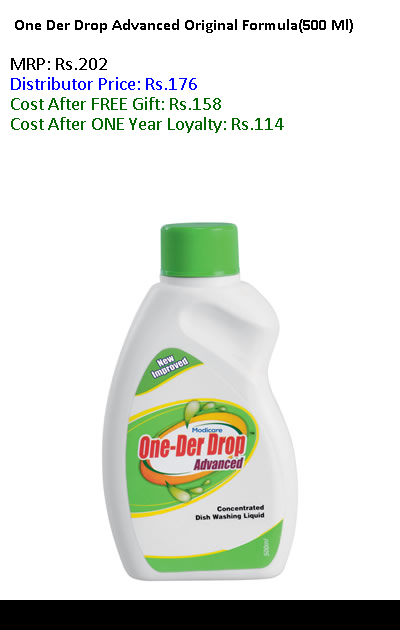 One Der Drop Advanced Original Formula(500 Ml)
MRP: Rs.202
Distributor Price: Rs.176
Cost After FREE Gift: Rs.158
Cost After ONE Year Loyalty: Rs.114
New
Improved
Modicare
One-Der Drop
Advanced
Concentrated
Dish Washing Liquid
500ml